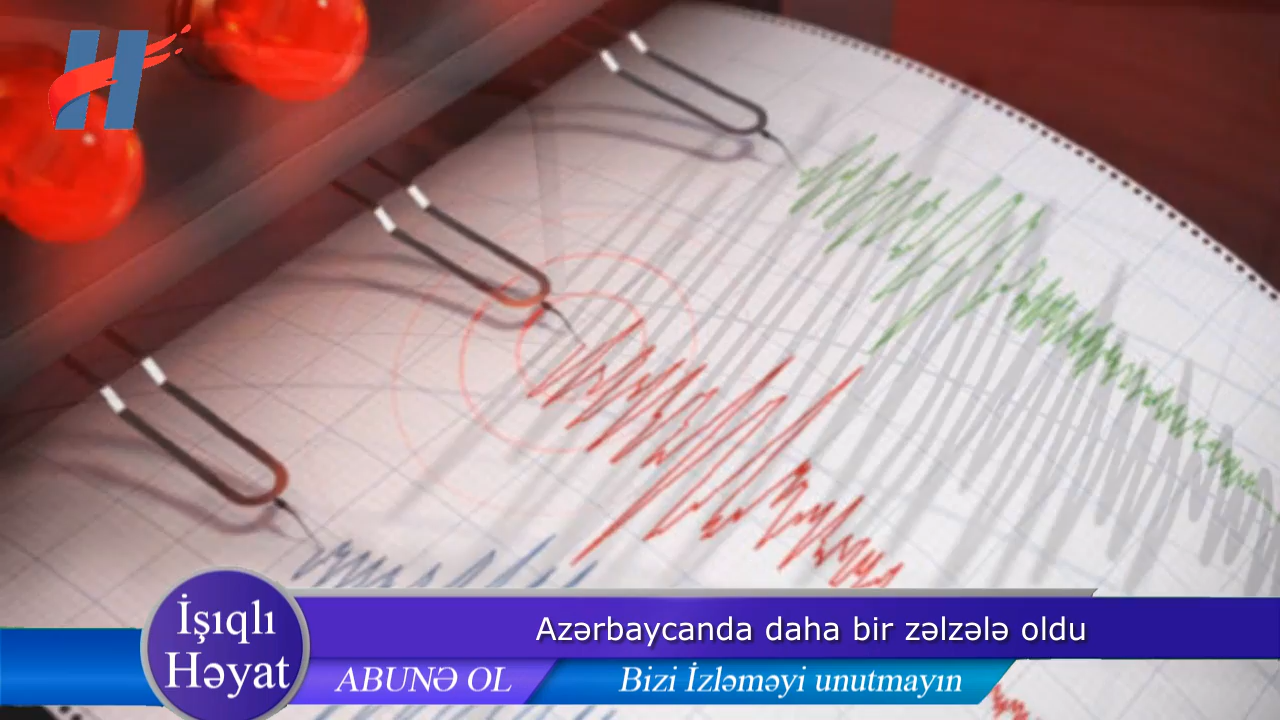 Azərbaycanda daha bir zəlzələ oldu
İşıqlı
Həyat
ABUNƏ OL
Bizi İzləməyi unutmayın